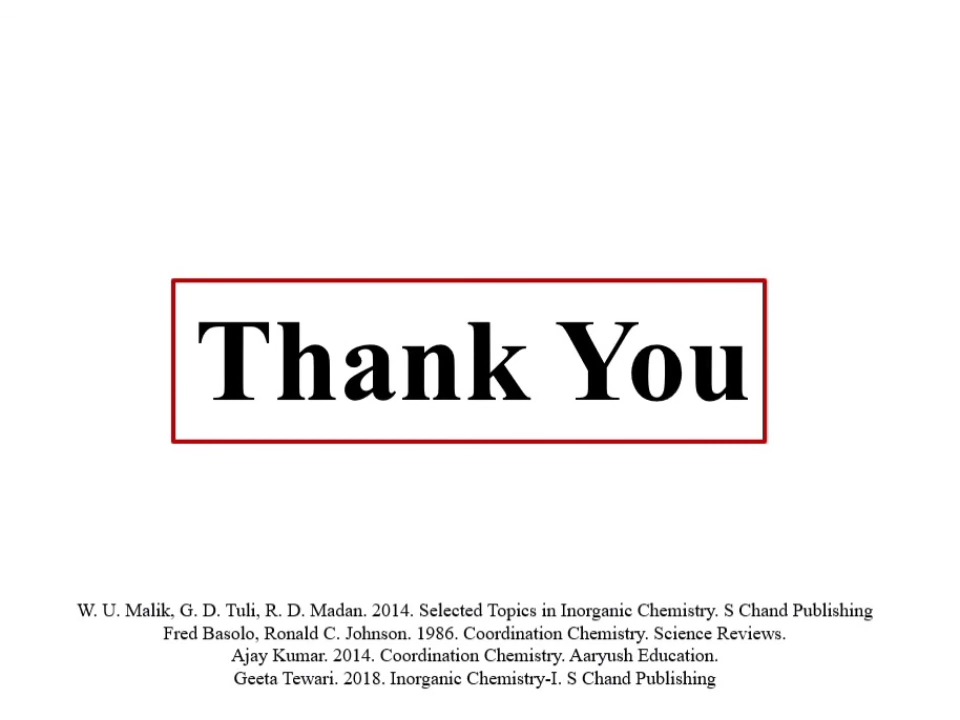 Thank You
W. U. Malik, G. D. Tuli, R. D. Madan. 2014. Selected Topics in Inorganic Chemistry. S Chand Publishing
Fred Basolo, Ronald C. Johnson. 1986. Coordination Chemistry. Science Reviews.
Ajay Kumar. 2014. Coordination Chemistry. Aaryush Education.
Geeta Tewari. 2018. Inorganic Chemistry-I. S Chand Publishing